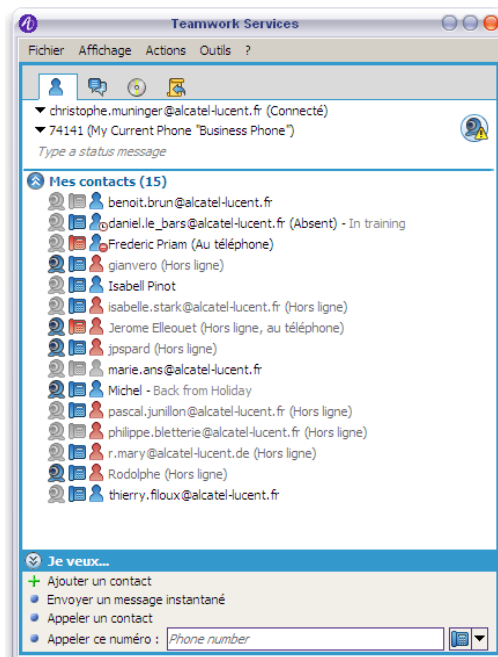 Teamwork Services
Fichier Affichage Actions Outils ?
christophe.muninger@alcatel-lucent.fr (Connecté)
74141 (My Current Phone "Business Phone")
Type a status message
Mes contacts (15)
benoit.brun@alcatel-lucent.fr
daniel.le_bars@alcatel-lucent.fr (Absent) - In training
Frederic Priam (Au téléphone)
gianvero (Hors ligne)
Isabell Pinot
isabelle.stark@alcatel-lucent.fr (Hors ligne)
Jerome Elleouet (Hors ligne, au téléphone)
jpspard (Hors ligne)
marie.ans@alcatel-lucent.fr
Michel - Back from Holiday
pascal.junillon@alcatel-lucent.fr (Hors ligne)
philippe.bletterie@alcatel-lucent.fr (Hors ligne)
r.mary@alcatel-lucent.de (Hors ligne)
Rodolphe (Hors ligne)
thierry.filoux@alcatel-lucent.fr
Je veux...
Ajouter un contact
Envoyer un message instantané
Appeler un contact
Appeler ce numéro : Phone number